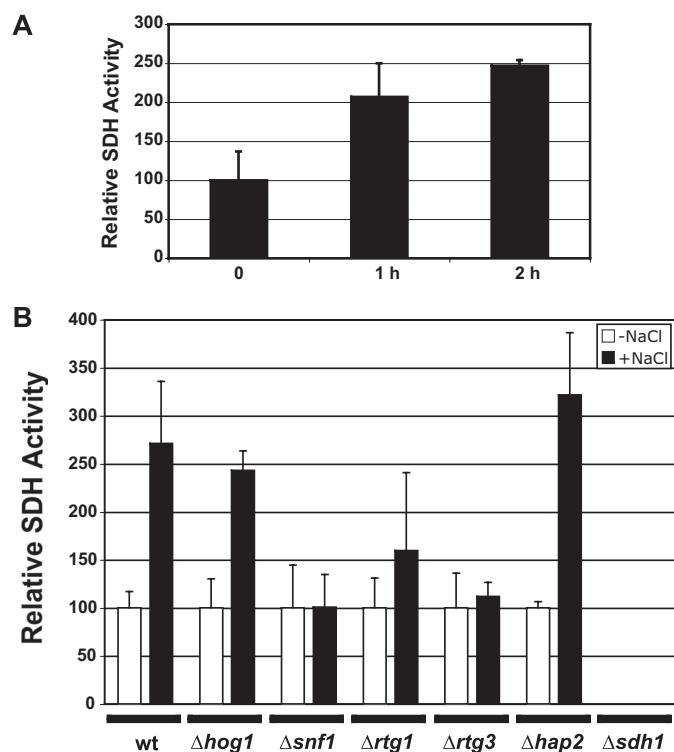 A
Relative SDH Activity
300
250
200
150
100
50
0
0 1 h 2 h
B
Relative SDH Activity
400
350
300
250
200
150
100
50
0
-NaCl
+NaCl
wt Δhog1 Δsnf1 Δrtg1 Δrtg3 Δhap2 Δsdh1